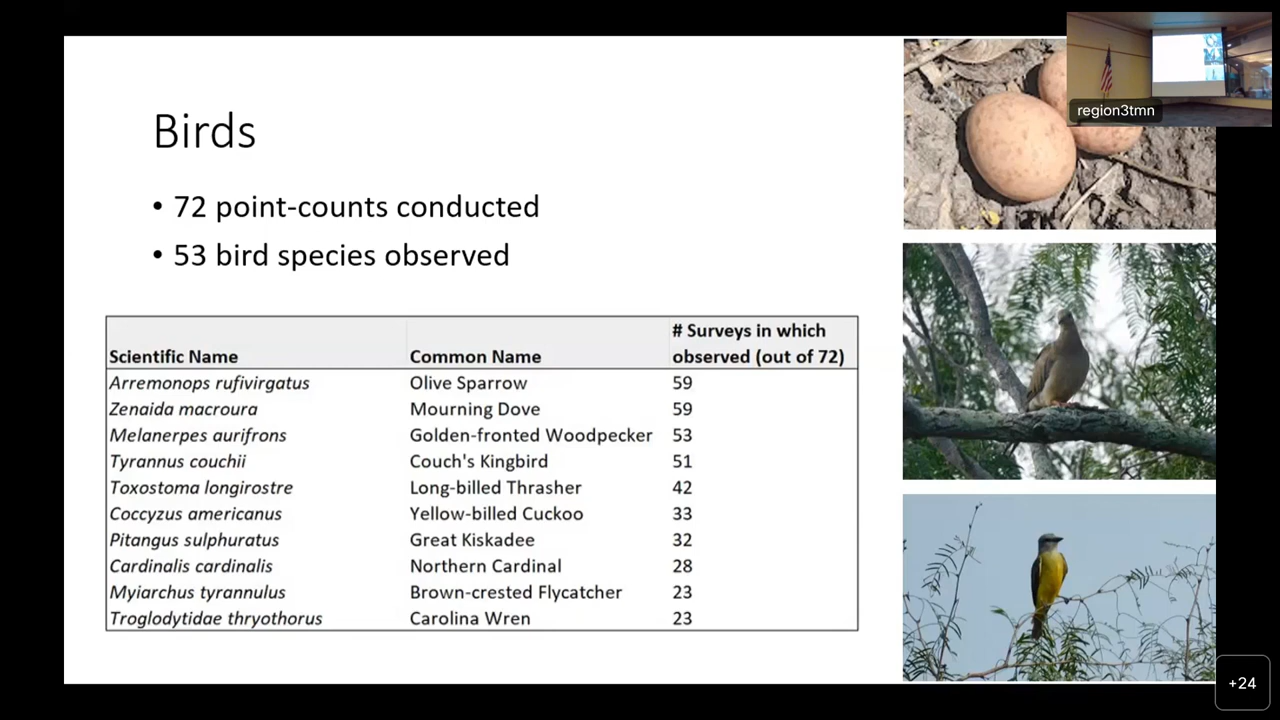 region3tmn
Birds
• 72 point-counts conducted
• 53 bird species observed
Scientific Name Common Name # Surveys in which observed (out of 72)
Arremonops rufivirgatus Olive Sparrow 59
Zenaida macroura Mourning Dove 59
Melanerpes aurifrons Golden-fronted Woodpecker 53
Tyrannus couchii Couch's Kingbird 51
Toxostoma longirostre Long-billed Thrasher 42
Coccyzus americanus Yellow-billed Cuckoo 33
Pitangus sulphuratus Great Kiskadee 32
Cardinalis cardinalis Northern Cardinal 28
Myiarchus tyrannulus Brown-crested Flycatcher 23
Troglodytidae thryothorus Carolina Wren 23
+24